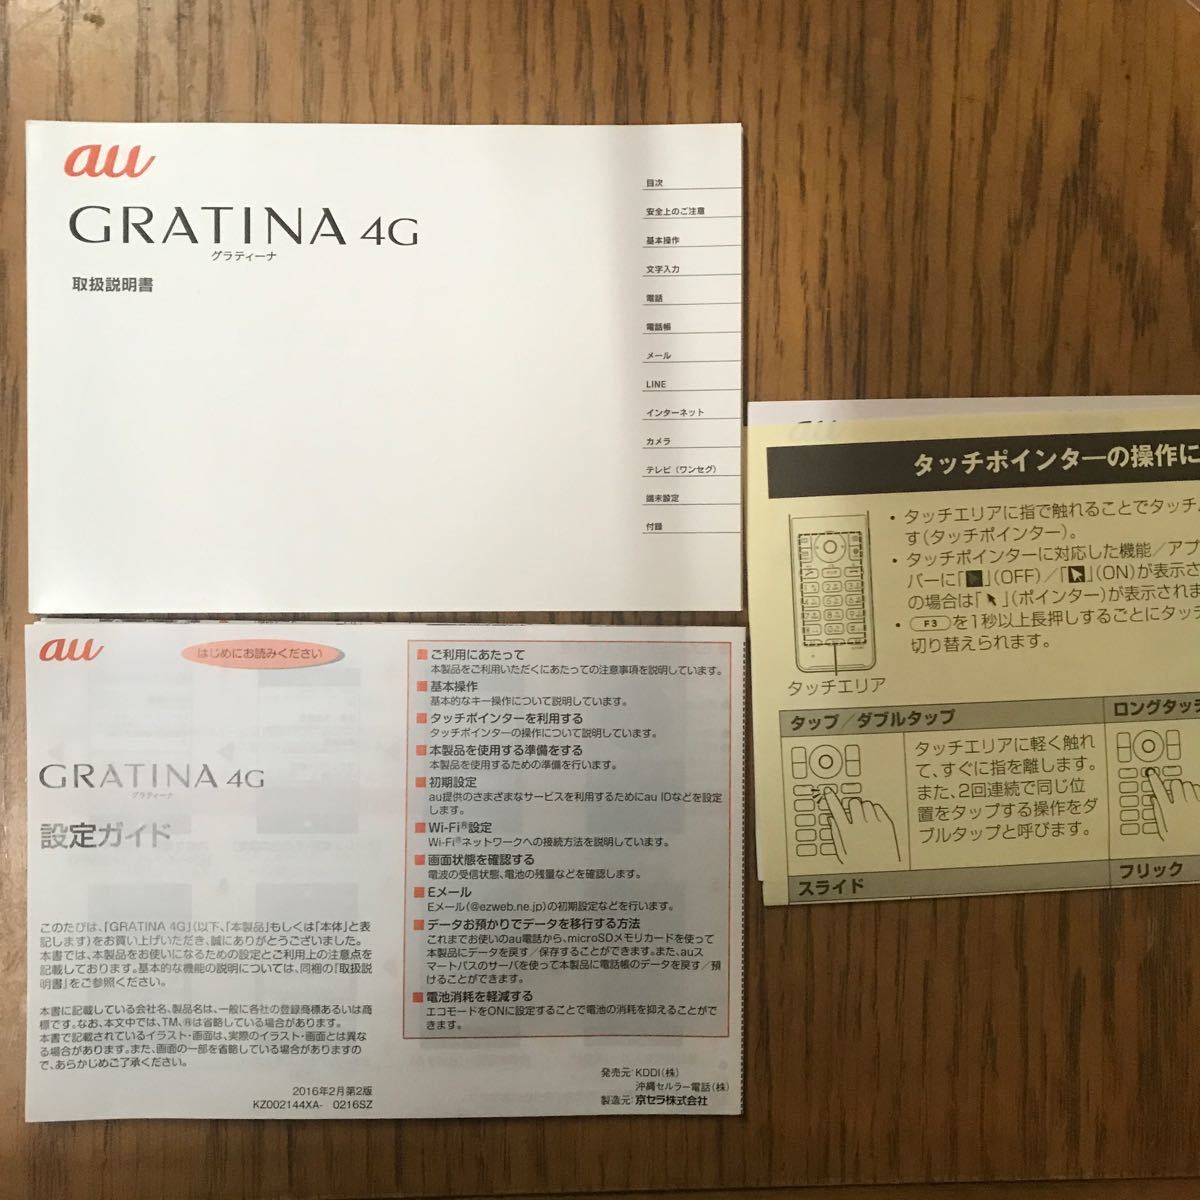 au
GRATINA 4G
グラティーナ
取扱説明書
目次
安全上のご注意
基本操作
文字入力
電話
電話帳
メール
LINE
インターネット
カメラ
テレビ（ワンセグ）
端末設定
付録
au
はじめにお読みください
GRATINA 4G
グラティーナ
設定ガイド
このたびは、「GRATINA 4G」（以下、「本製品」もしくは「本体」と表
記します）をお買い上げいただき、誠にありがとうございました。
本書では、本製品をお使いになるための設定とご利用上の注意点を
記載しております。基本的な機能の説明については、同梱の『取扱説
明書』をご参照ください。
本書に記載している会社名、製品名は、一般に各社の登録商標あるいは商
標です。なお、本文中では、TM、®は省略している場合があります。
本書で記載されているイラスト・画面は、実際のイラスト・画面とは異な
る場合があります。また、画面の一部を省略している場合がありますの
で、あらかじめご了承ください。
2016年2月第2版
KZ002144XA- 0216SZ
■ ご利用にあたって
本製品をご利用いただくにあたっての注意事項を説明しています。
■ 基本操作
基本的なキー操作について説明しています。
■ タッチポインターを利用する
タッチポインターの操作について説明しています。
■ 本製品を使用する準備をする
本製品を使用するための準備を行います。
■ 初期設定
au提供のさまざまなサービスを利用するためにau IDなどを設定
します。
■ Wi-Fi®設定
Wi-Fi®ネットワークへの接続方法を説明しています。
■ 画面状態を確認する
電波の受信状態、電池の残量などを確認します。
■ Eメール
Eメール(@ezweb.ne.jp)の初期設定などを行います。
■ データお預かりでデータを移行する方法
これまでお使いのau電話から、microSDメモリカードを使って
本製品にデータを戻す／保存することができます。また、auス
マートパスのサーバを使って本製品に電話帳のデータを戻す／預
けることができます。
■ 電池消耗を軽減する
エコモードをONに設定することで電池の消耗を抑えることがで
きます。
発売元：KDDI（株）
沖縄セルラー電話（株）
製造元：京セラ株式会社
au
タッチポインターの操作に
• タッチエリアに指で触れることでタッチ
す（タッチポインター）。
• タッチポインターに対応した機能／アプ
バーに「」(OFF)／「」(ON)が表示さ
の場合は「」（ポインター）が表示されま
• F3を1秒以上長押しするごとにタッチ
切り替えられます。
タッチエリア
タップ／ダブルタップ
ロングタッチ
タッチエリアに軽く触れ
て、すぐに指を離します。
また、2回連続で同じ位
置をタップする操作をダ
ブルタップと呼びます。
スライド
フリック